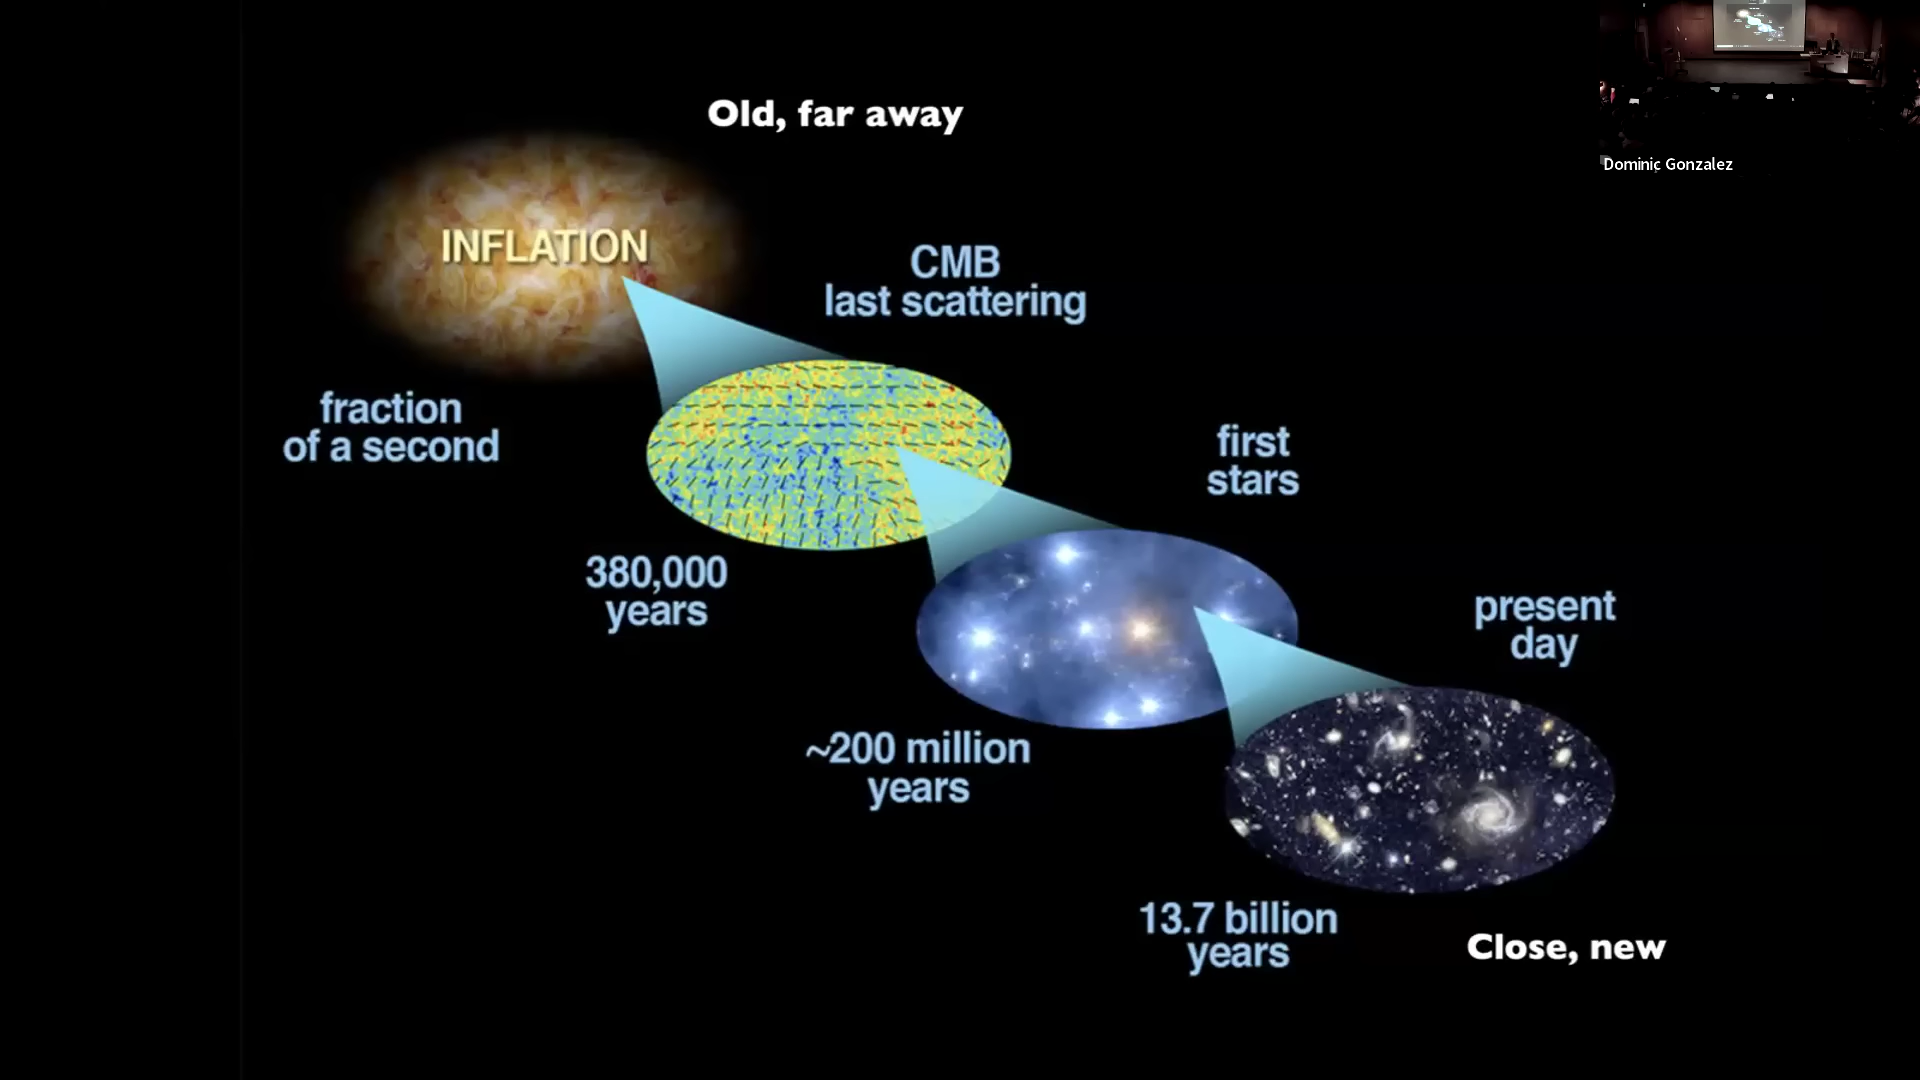 Old, far away
Dominic Gonzalez
INFLATION
CMB
last scattering
fraction
of a second
first
stars
380,000
years
present
day
~200 million
years
13.7 billion
years
Close, new